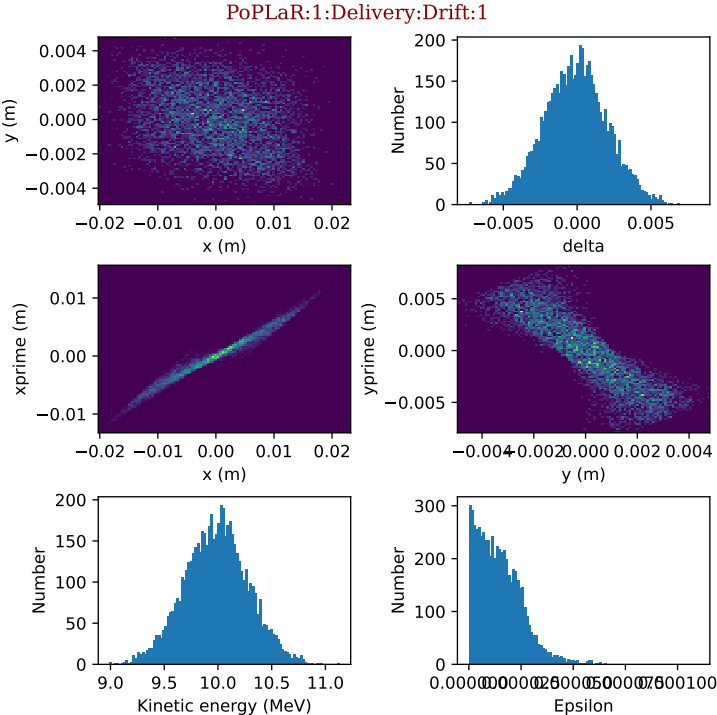 PoPLaR:1:Delivery:Drift:1
0.004
0.002
0.000
−0.002
−0.004
y (m)
−0.02 −0.01 0.00 0.01 0.02
x (m)
200
150
100
50
0
Number
−0.005 0.000 0.005
delta
0.01
0.00
−0.01
xprime (m)
−0.02 −0.01 0.00 0.01 0.02
x (m)
0.005
0.000
−0.005
yprime (m)
−0.004 −0.002 0.000 0.002 0.004
y (m)
200
150
100
50
0
Number
9.0 9.5 10.0 10.5 11.0
Kinetic energy (MeV)
300
200
100
0
Number
Epsilon